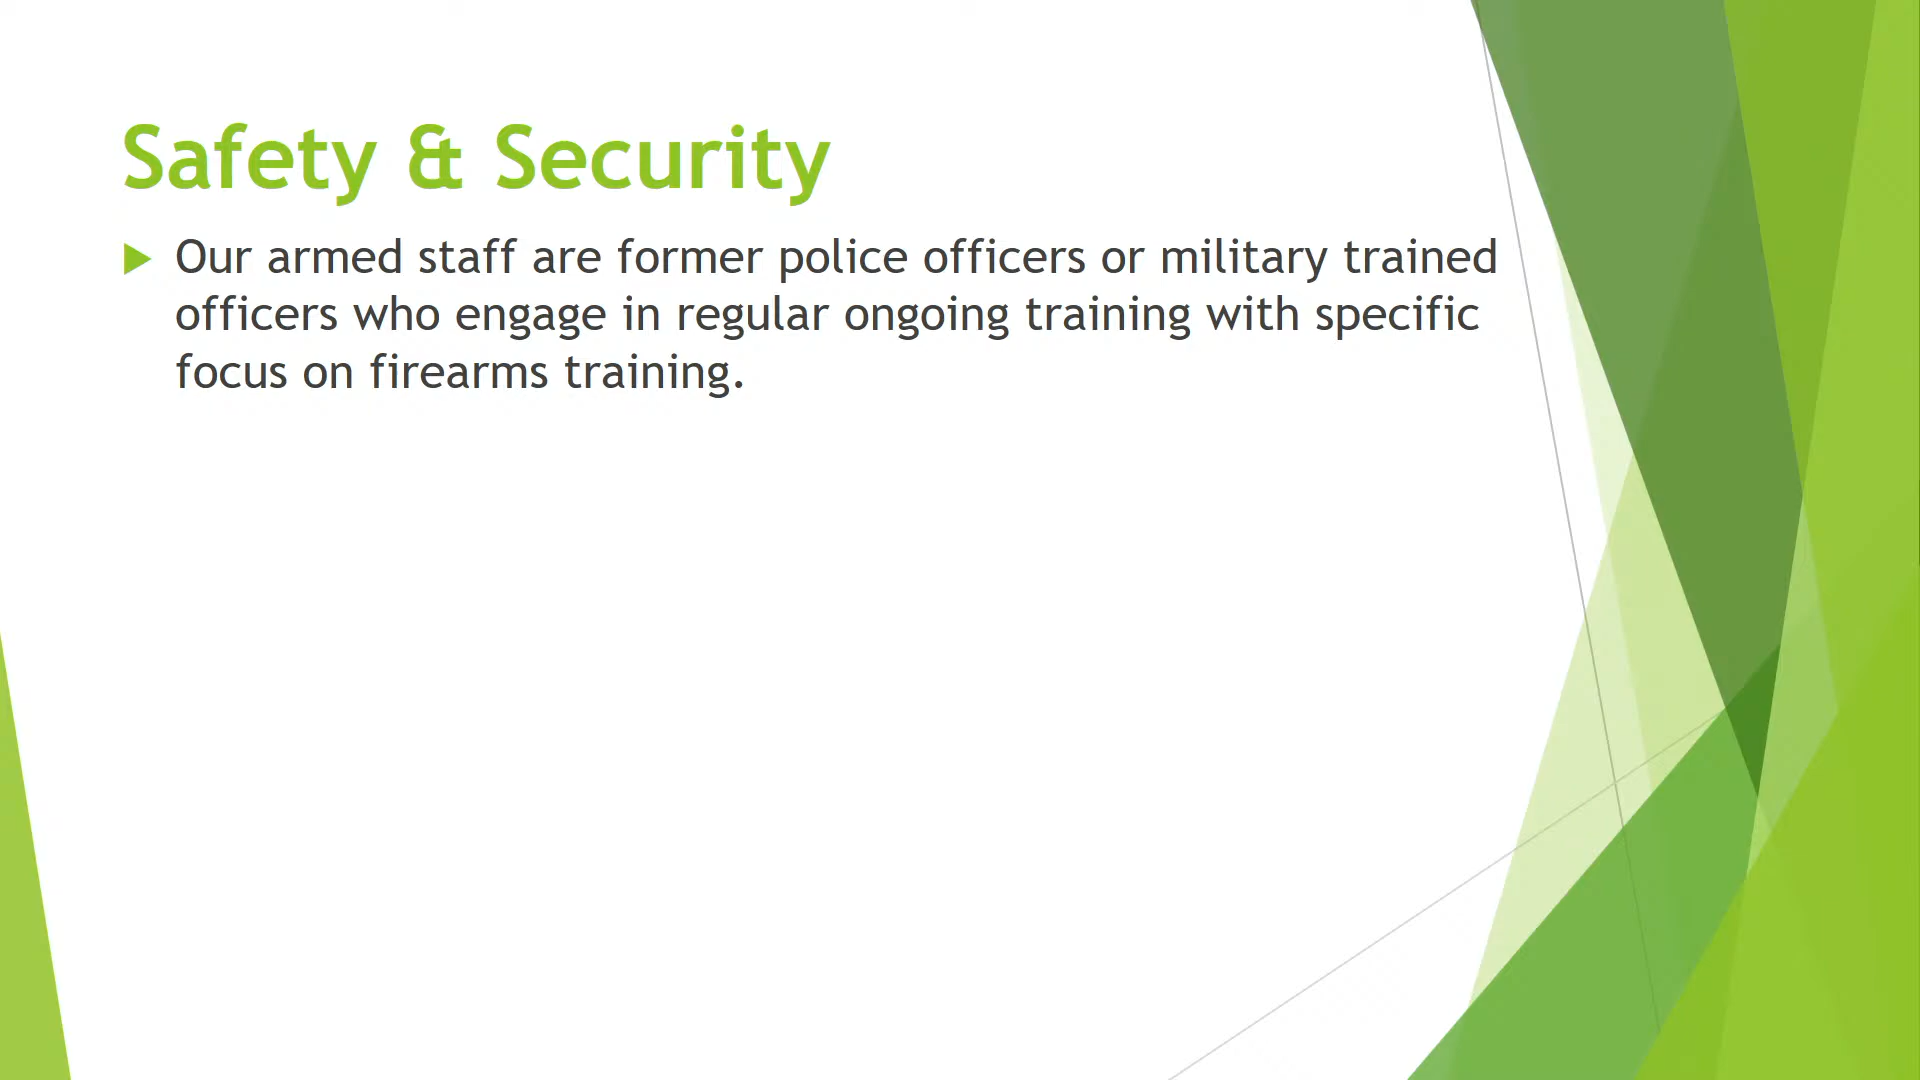 Safety & Security
Our armed staff are former police officers or military trained
officers who engage in regular ongoing training with specific
focus on firearms training.